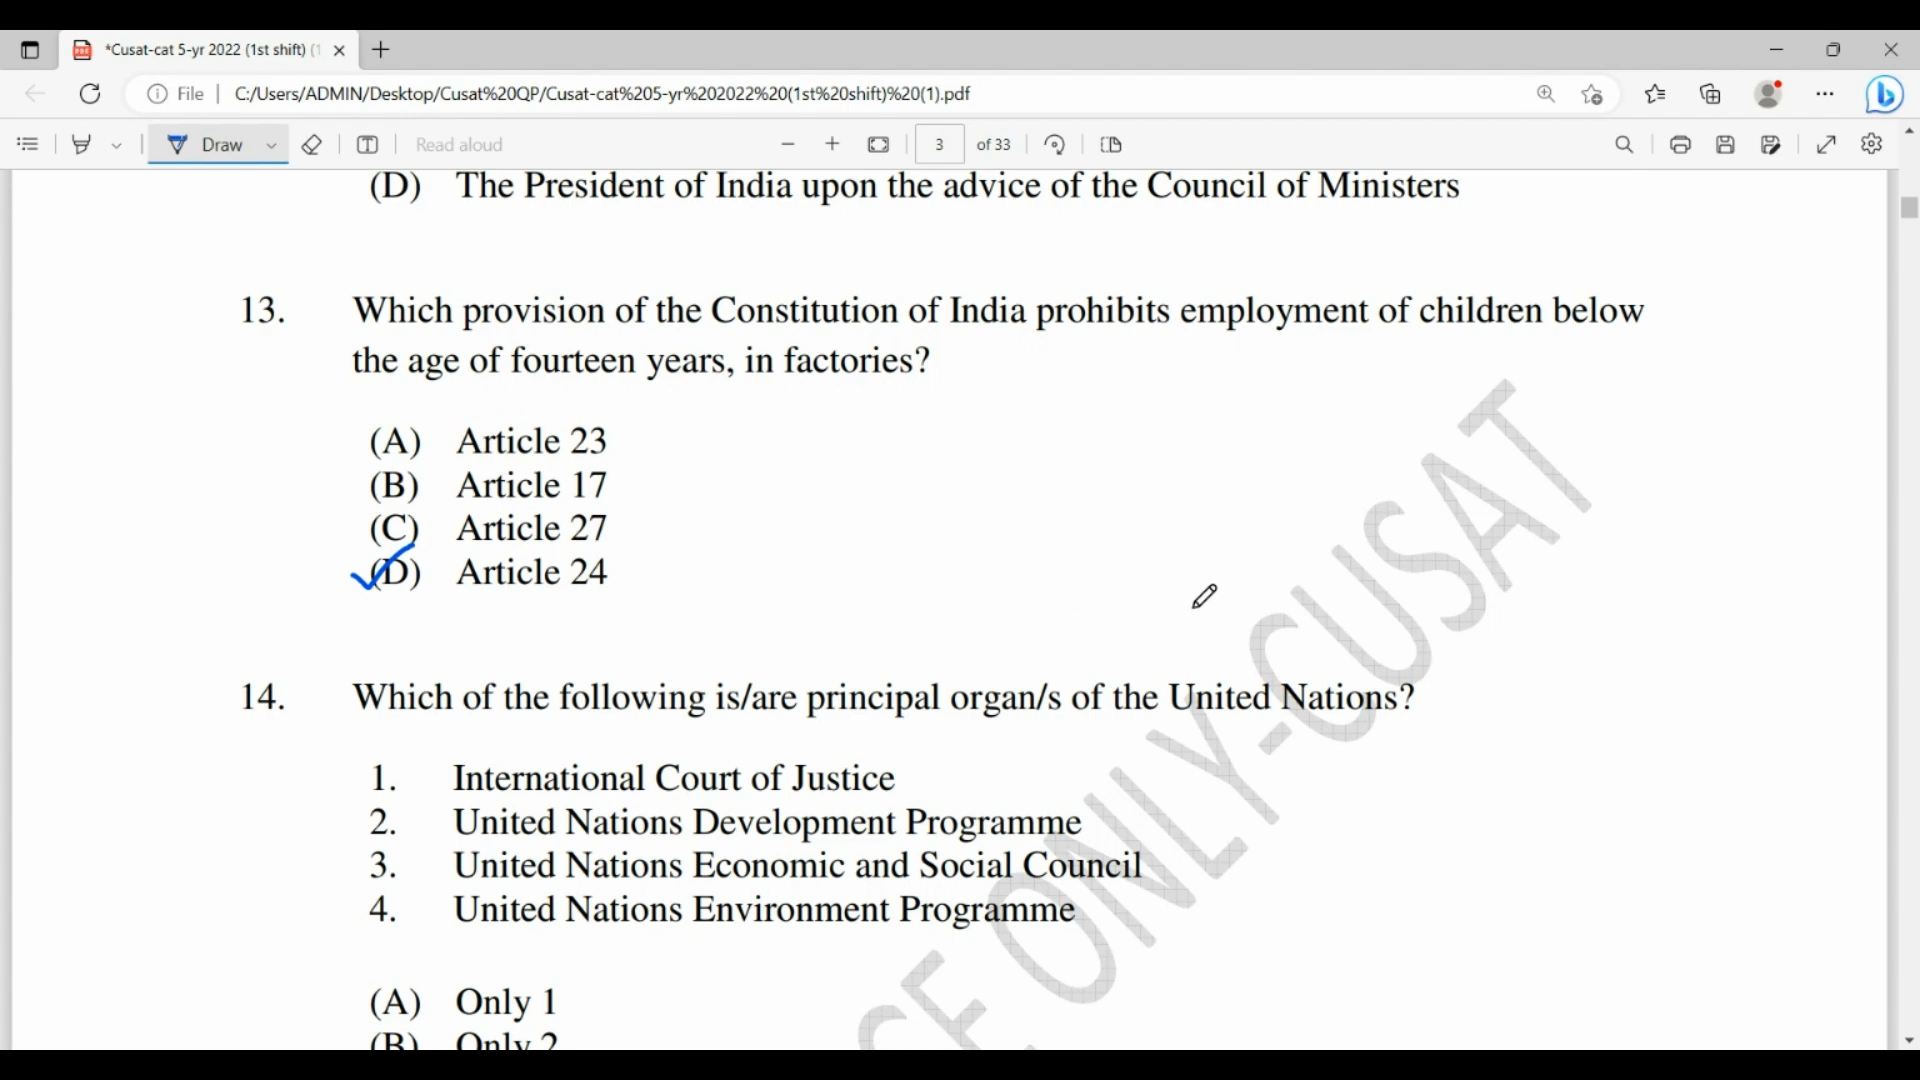 *Cusat-cat 5-yr 2022 (1st shift) (1
File | C:/Users/ADMIN/Desktop/Cusat%20QP/Cusat-cat%205-yr%202022%20(1st%20shift)%20(1).pdf
Draw Read aloud 3 of 33
(D) The President of India upon the advice of the Council of Ministers
13. Which provision of the Constitution of India prohibits employment of children below
the age of fourteen years, in factories?
(A) Article 23
(B) Article 17
(C) Article 27
(D) Article 24
14. Which of the following is/are principal organ/s of the United Nations?
1. International Court of Justice
2. United Nations Development Programme
3. United Nations Economic and Social Council
4. United Nations Environment Programme
(A) Only 1
(B) Only 2
ONLY-CUSAT